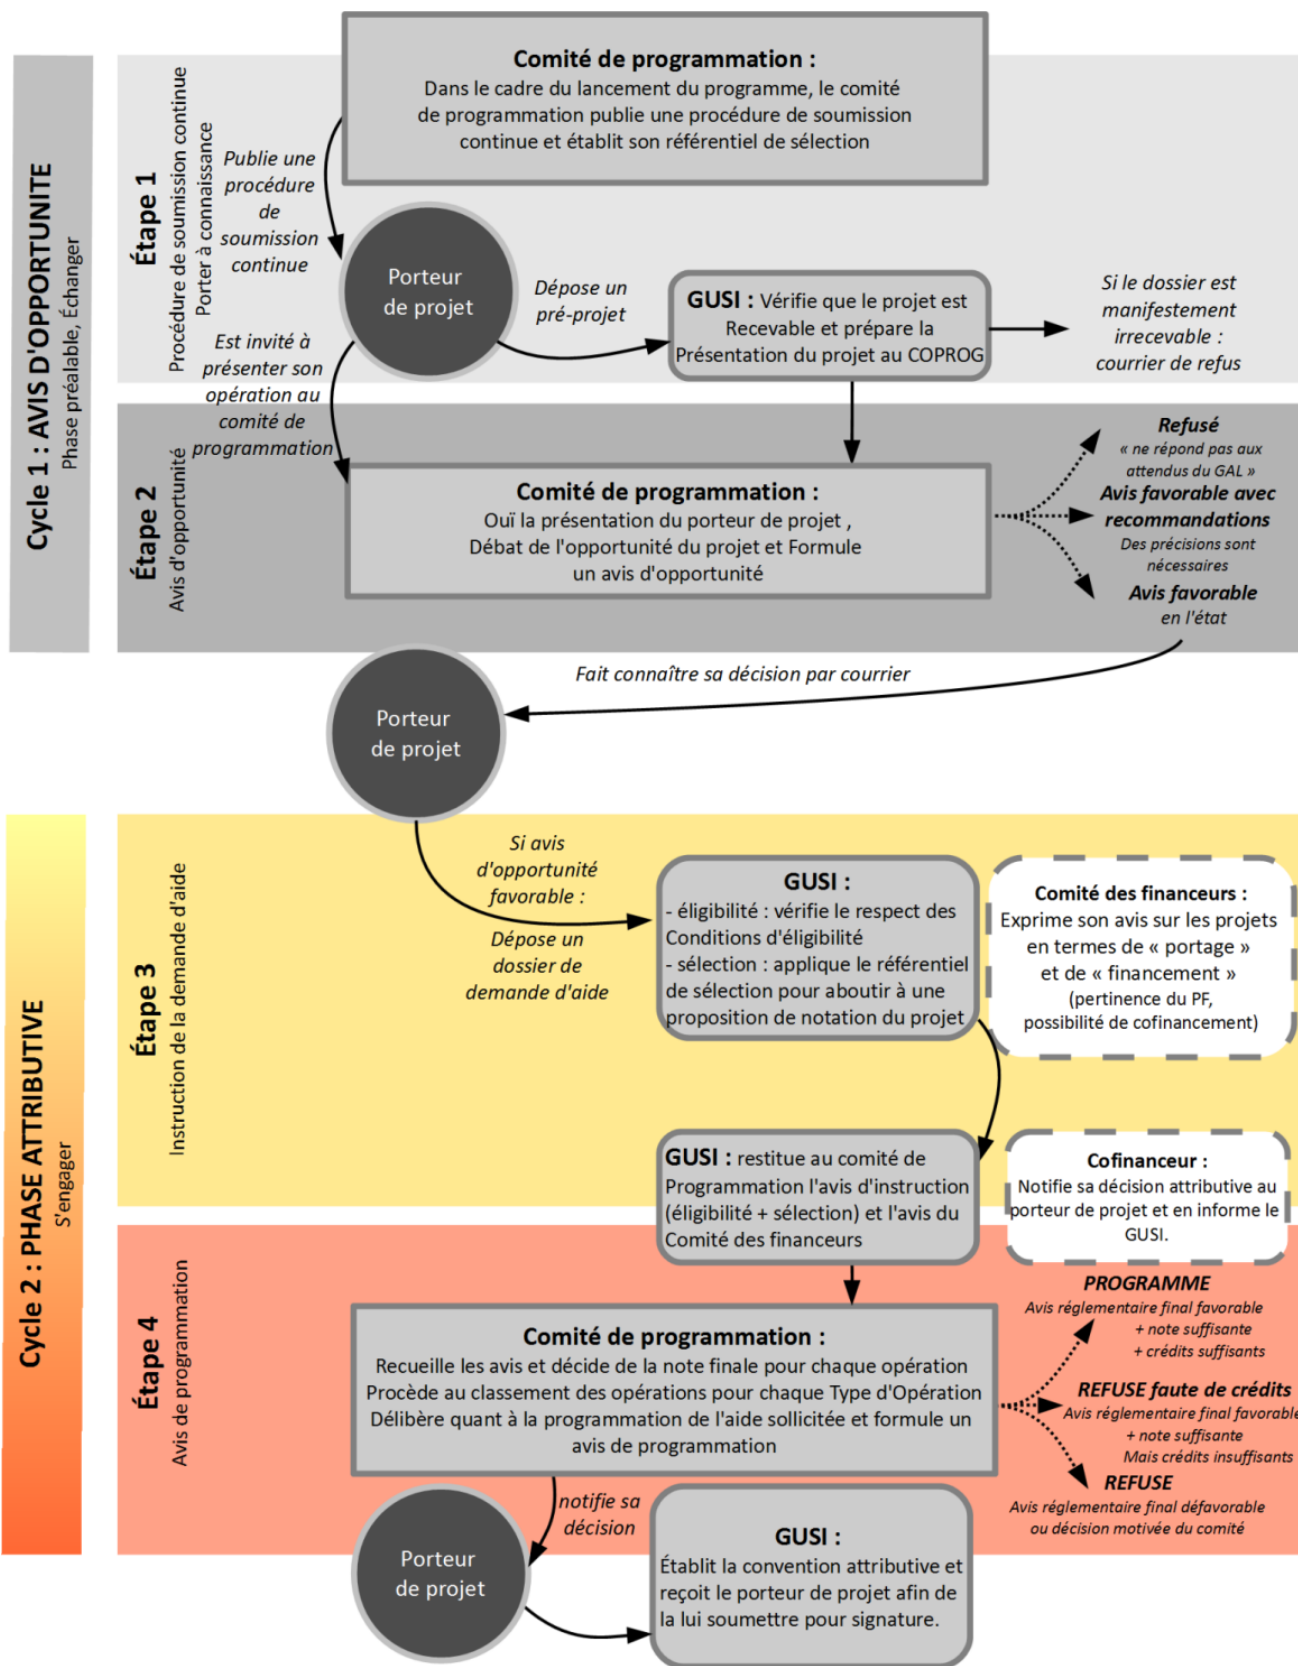 Comité de programmation :
Dans le cadre du lancement du programme, le comité
de programmation publie une procédure de soumission
continue et établit son référentiel de sélection
Cycle 1 : AVIS D'OPPORTUNITE
Phase préalable, Échanger
Étape 1
Procédure de soumission continue
Porter à connaissance
Publie une
procédure
de
soumission
continue
Porteur
de projet
Dépose un
pré-projet
GUSI : Vérifie que le projet est
Recevable et prépare la
Présentation du projet au COPROG
Si le dossier est
manifestement
irrecevable :
courrier de refus
Est invité à
présenter son
opération au
comité de
programmation
Étape 2
Avis d'opportunité
Comité de programmation :
Ouï la présentation du porteur de projet ,
Débat de l'opportunité du projet et Formule
un avis d'opportunité
Refusé
« ne répond pas aux
attendus du GAL »
Avis favorable avec
recommandations
Des précisions sont
nécessaires
Avis favorable
en l'état
Fait connaître sa décision par courrier
Porteur
de projet
Cycle 2 : PHASE ATTRIBUTIVE
S'engager
Étape 3
Instruction de la demande d'aide
Si avis
d'opportunité
favorable :
Dépose un
dossier de
demande d'aide
GUSI :
- éligibilité : vérifie le respect des
Conditions d'éligibilité
- sélection : applique le référentiel
de sélection pour aboutir à une
proposition de notation du projet
Comité des financeurs :
Exprime son avis sur les projets
en termes de « portage »
et de « financement »
(pertinence du PF,
possibilité de cofinancement)
GUSI : restitue au comité de
Programmation l'avis d'instruction
(éligibilité + sélection) et l'avis du
Comité des financeurs
Cofinanceur :
Notifie sa décision attributive au
porteur de projet et en informe le
GUSI.
Étape 4
Avis de programmation
Comité de programmation :
Recueille les avis et décide de la note finale pour chaque opération
Procède au classement des opérations pour chaque Type d'Opération
Délibère quant à la programmation de l'aide sollicitée et formule un
avis de programmation
PROGRAMME
Avis réglementaire final favorable
+ note suffisante
+ crédits suffisants
REFUSE faute de crédits
Avis réglementaire final favorable
+ note suffisante
Mais crédits insuffisants
REFUSE
Avis réglementaire final défavorable
ou décision motivée du comité
notifie sa
décision
Porteur
de projet
GUSI :
Établit la convention attributive et
reçoit le porteur de projet afin de
la lui soumettre pour signature.